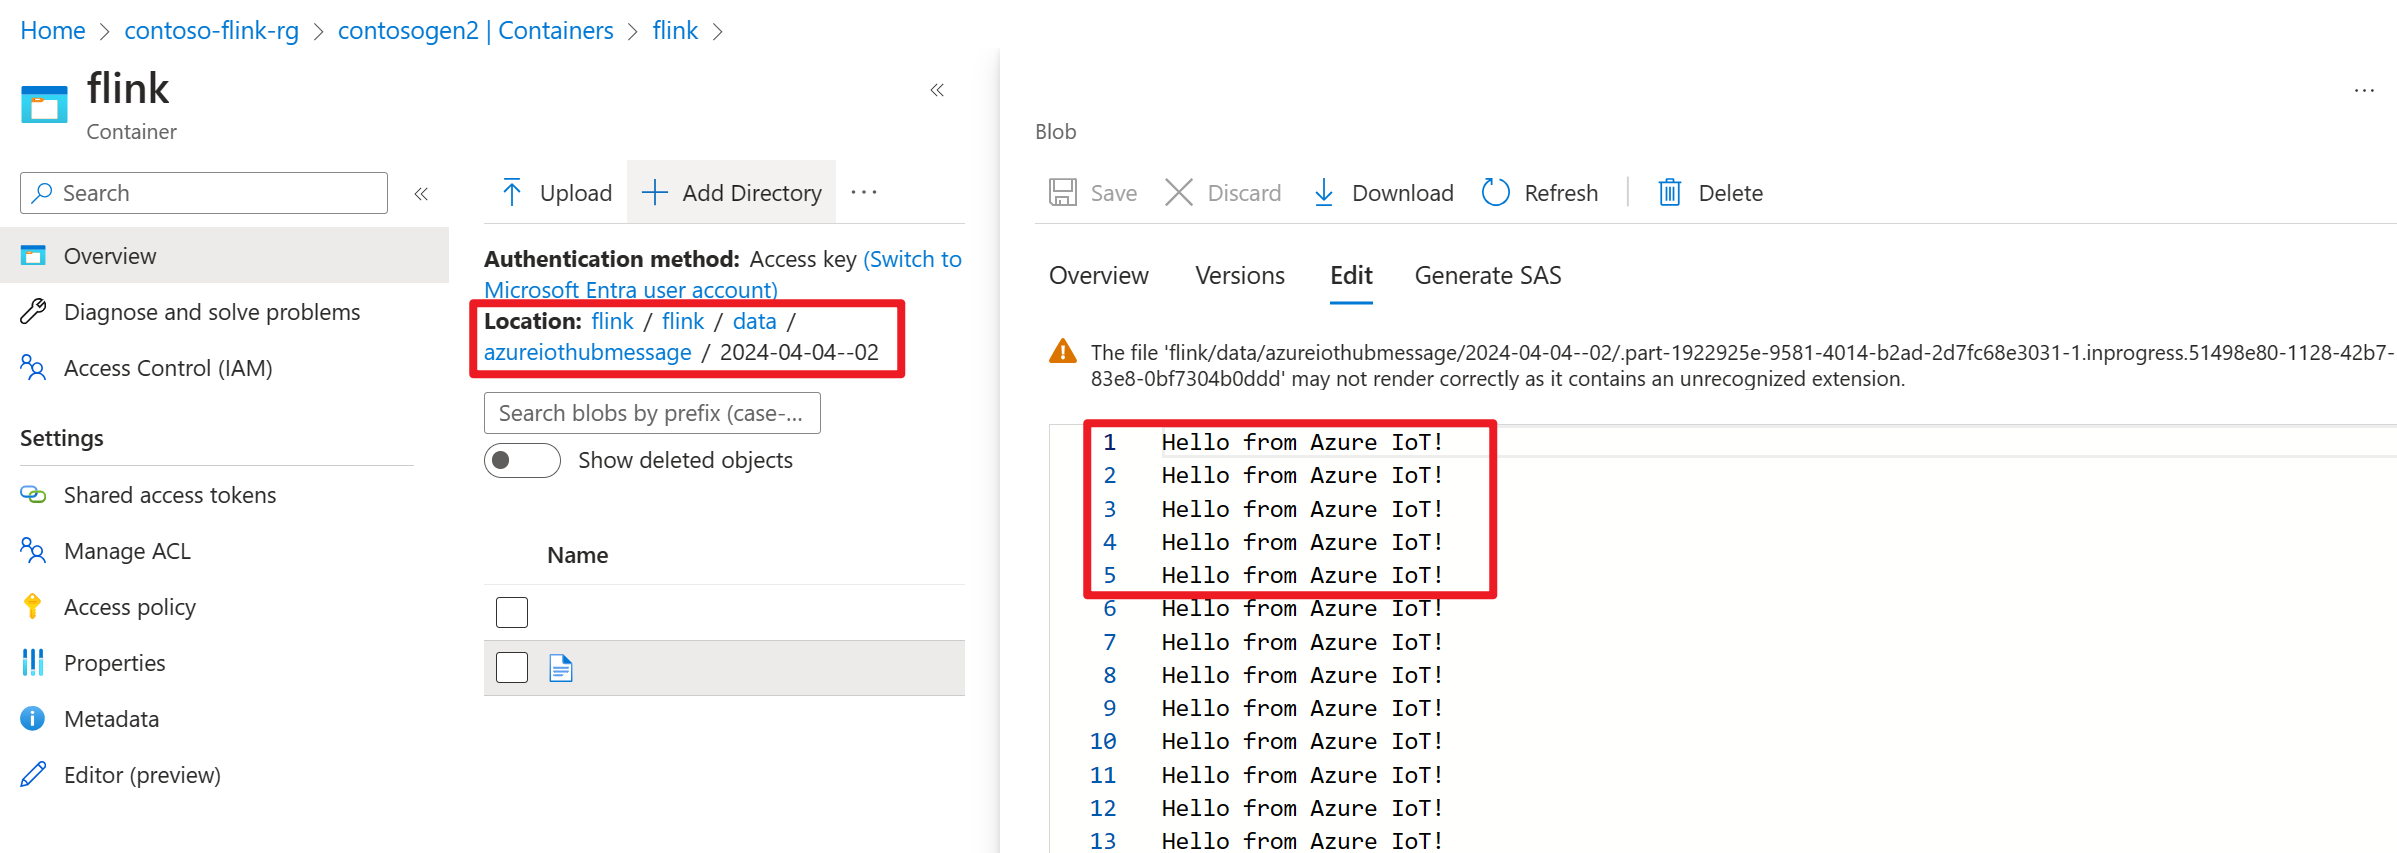 Home > contoso-flink-rg > contosogen2 | Containers > flink >
flink
Container
Search
Overview
Diagnose and solve problems
Access Control (IAM)
Settings
Shared access tokens
Manage ACL
Access policy
Properties
Metadata
Editor (preview)
Upload
Add Directory
Authentication method: Access key (Switch to
Microsoft Entra user account)
Location: flink / flink / data /
azureiothubmessage / 2024-04-04--02
Search blobs by prefix (case-...
Show deleted objects
Name
Blob
Save Discard Download Refresh Delete
Overview Versions Edit Generate SAS
The file 'flink/data/azureiothubmessage/2024-04-04--02/.part-1922925e-9581-4014-b2ad-2d7fc68e3031-1.inprogress.51498e80-1128-42b7-
83e8-0bf7304b0ddd' may not render correctly as it contains an unrecognized extension.
1 Hello from Azure IoT!
2 Hello from Azure IoT!
3 Hello from Azure IoT!
4 Hello from Azure IoT!
5 Hello from Azure IoT!
6 Hello from Azure IoT!
7 Hello from Azure IoT!
8 Hello from Azure IoT!
9 Hello from Azure IoT!
10 Hello from Azure IoT!
11 Hello from Azure IoT!
12 Hello from Azure IoT!
13 Hello from Azure IoT!